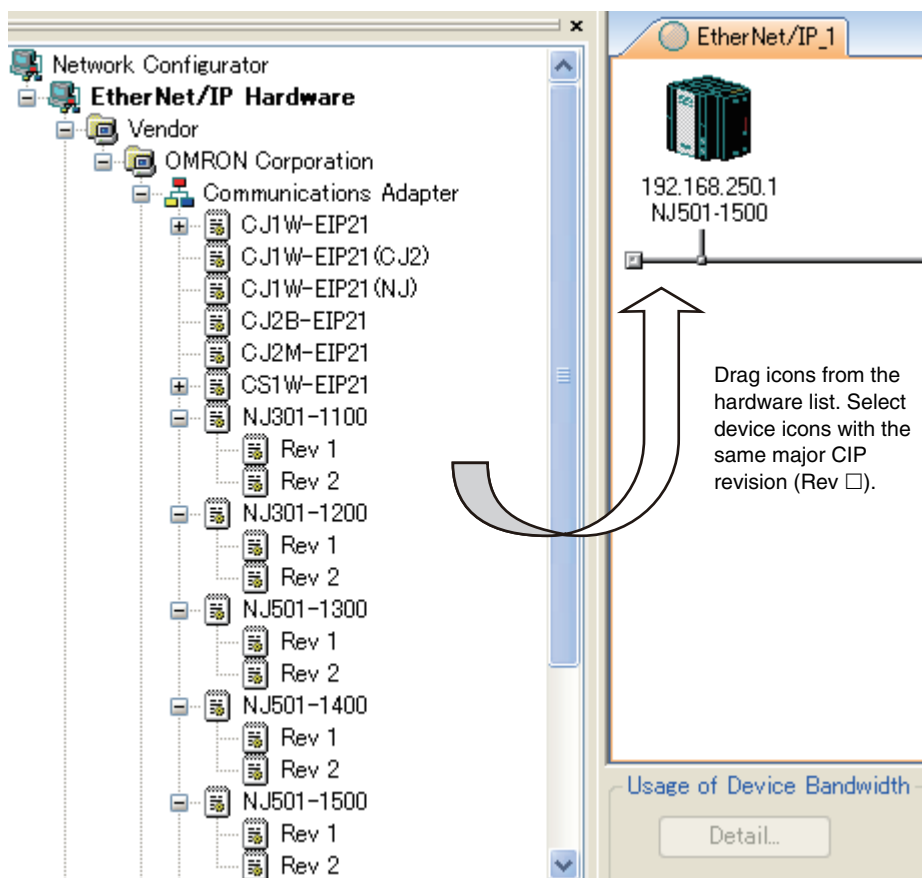 Network Configurator
EtherNet/IP Hardware
Vendor
OMRON Corporation
Communications Adapter
CJ1W-EIP21
CJ1W-EIP21(CJ2)
CJ1W-EIP21(NJ)
CJ2B-EIP21
CJ2M-EIP21
CS1W-EIP21
NJ301-1100
Rev 1
Rev 2
NJ301-1200
Rev 1
Rev 2
NJ501-1300
Rev 1
Rev 2
NJ501-1400
Rev 1
Rev 2
NJ501-1500
Rev 1
Rev 2
EtherNet/IP_1
192.168.250.1
NJ501-1500
Drag icons from the
hardware list. Select
device icons with the
same major CIP
revision (Rev □).
Usage of Device Bandwidth
Detail...